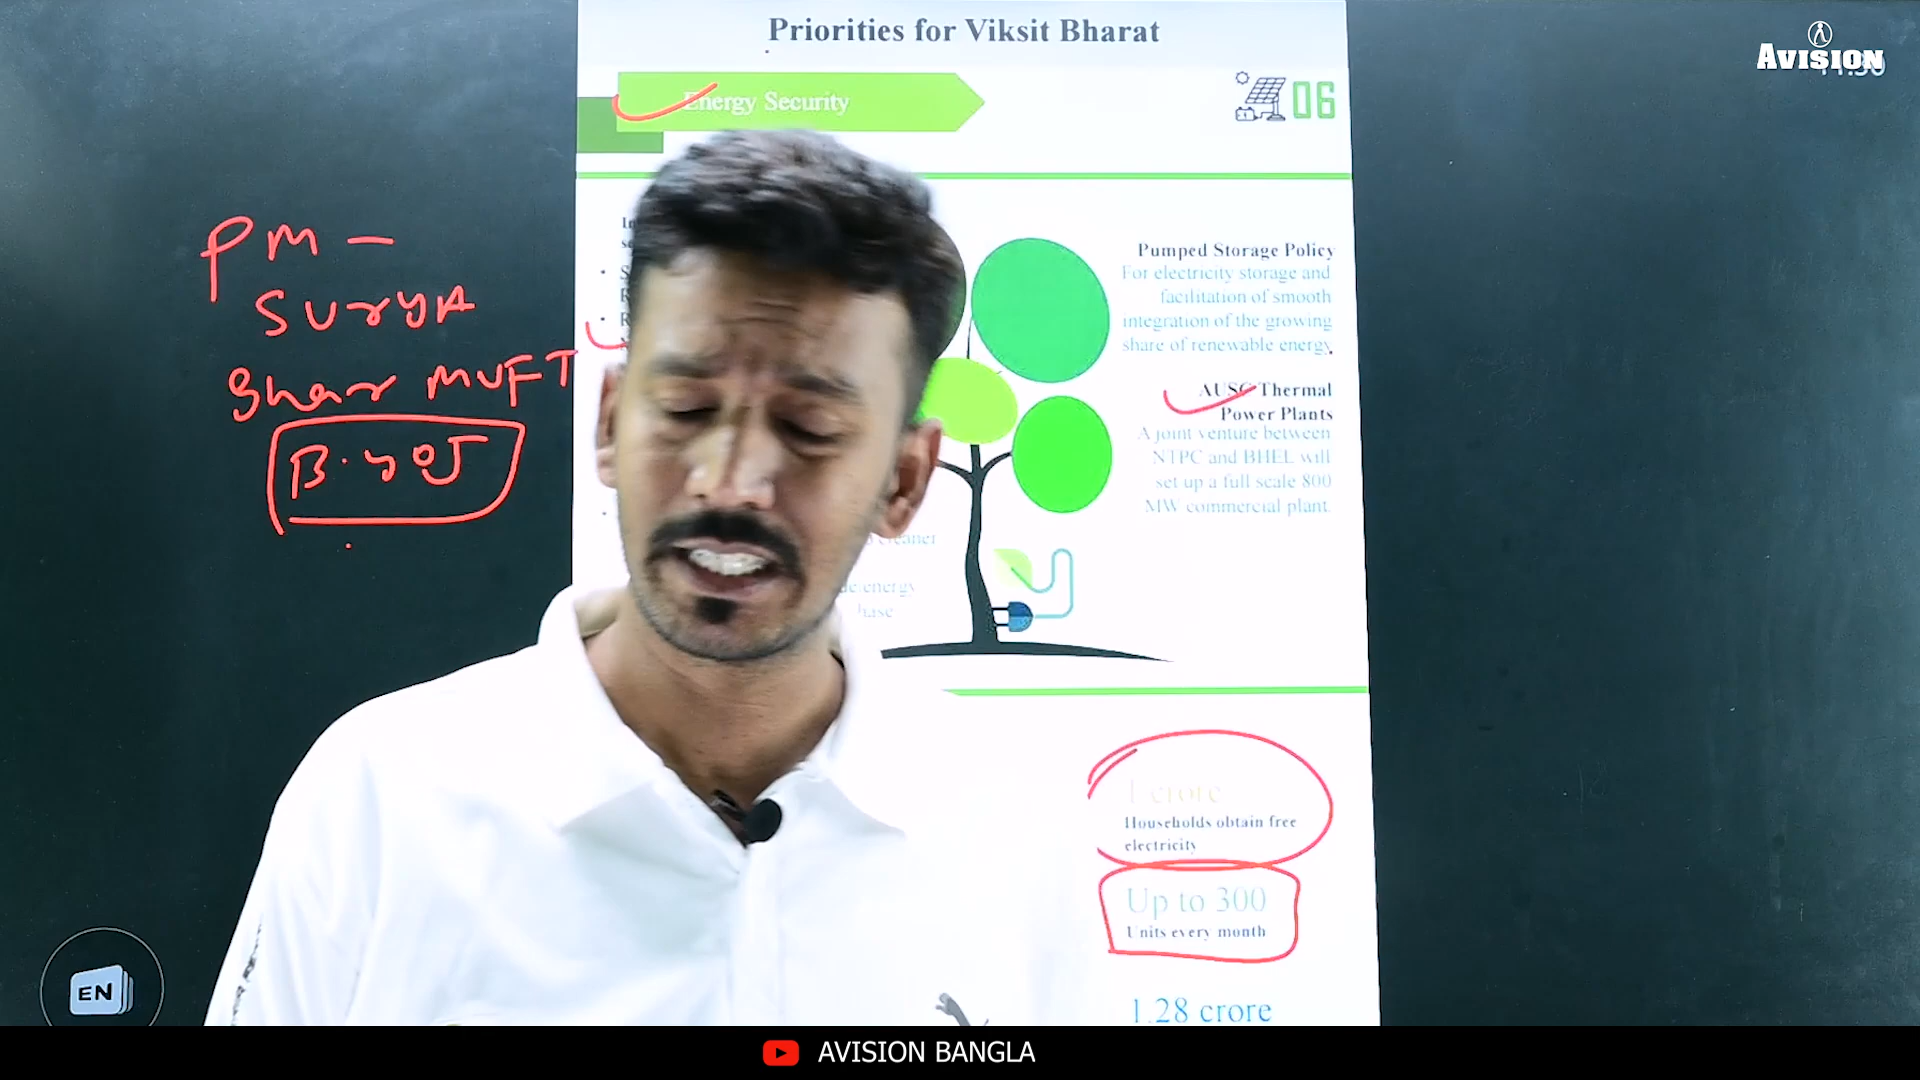 Priorities for Viksit Bharat
AVISION
Energy Security
06
PM -
SURYA
Ghar MUFT
Pumped Storage Policy
For electricity storage and
facilitation of smooth
integration of the growing
share of renewable energy.
AUSC Thermal
Power Plants
A joint venture between
NTPC and BHEL will
set up a full scale 800
MW commercial plant.
cleaner
energy
hase
1 crore
Households obtain free
electricity
Up to 300
Units every month
1.28 crore
EN
AVISION BANGLA